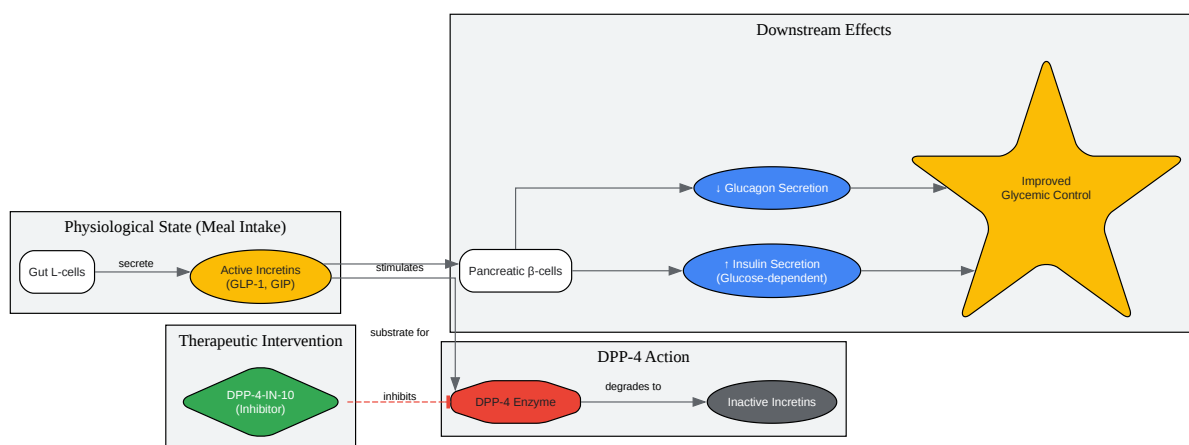 Downstream Effects
Improved
Glycemic Control
↓ Glucagon Secretion
Physiological State (Meal Intake)
Gut L-cells
secrete
Active Incretins
(GLP-1, GIP)
stimulates
Pancreatic β-cells
↑ Insulin Secretion
(Glucose-dependent)
substrate for
Therapeutic Intervention
DPP-4-IN-10
(Inhibitor)
inhibits
DPP-4 Action
DPP-4 Enzyme
degrades to
Inactive Incretins